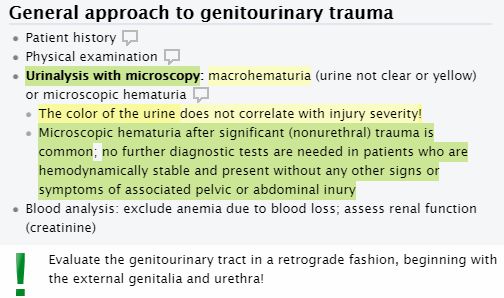 General approach to genitourinary trauma
Patient history
Physical examination
Urinalysis with microscopy: macrohematuria (urine not clear or yellow)
or microscopic hematuria
The color of the urine does not correlate with injury severity!
Microscopic hematuria after significant (nonurethral) trauma is
common; no further diagnostic tests are needed in patients who are
hemodynamically stable and present without any other signs or
symptoms of associated pelvic or abdominal inury
Blood analysis: exclude anemia due to blood loss; assess renal function
(creatinine)
Evaluate the genitourinary tract in a retrograde fashion, beginning with
the external genitalia and urethra!